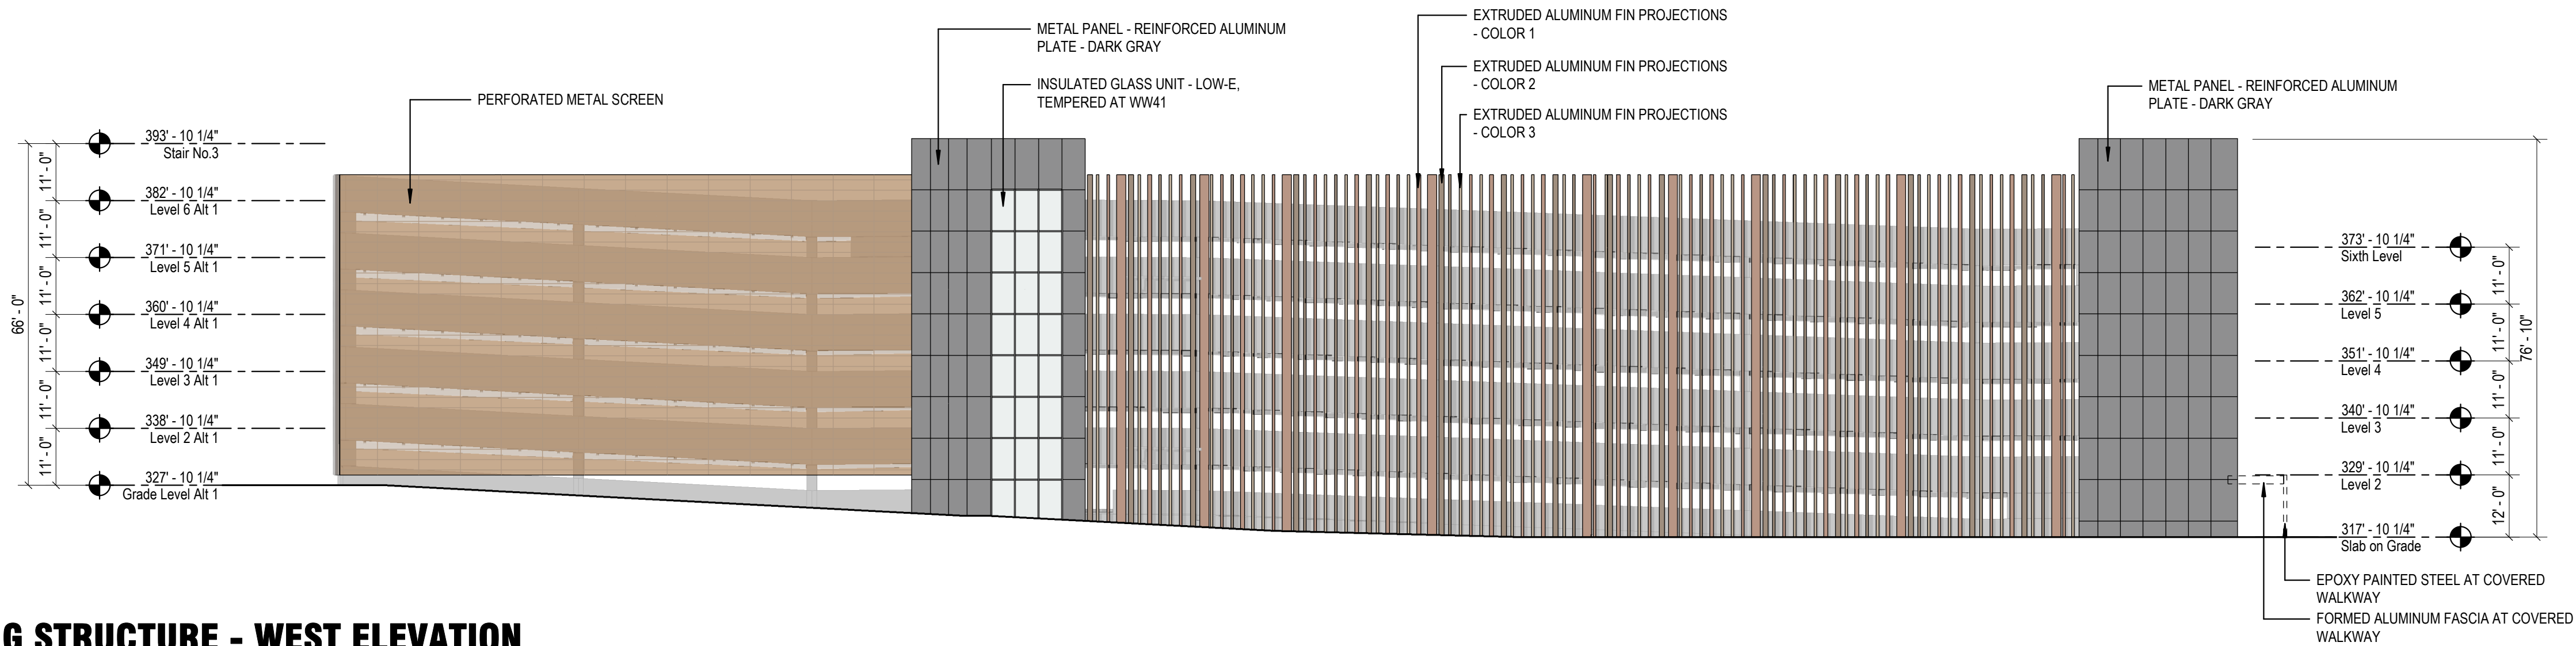 EXTRUDED ALUMINUM FIN PROJECTIONS
- COLOR 1
METAL PANEL - REINFORCED ALUMINUM
PLATE - DARK GRAY
EXTRUDED ALUMINUM FIN PROJECTIONS
- COLOR 2
INSULATED GLASS UNIT - LOW-E,
TEMPERED AT WW41
METAL PANEL - REINFORCED ALUMINUM
PLATE - DARK GRAY
PERFORATED METAL SCREEN
EXTRUDED ALUMINUM FIN PROJECTIONS
- COLOR 3
393' - 10 1/4"
Stair No.3
11' - 0"
382' - 10 1/4"
Level 6 Alt 1
11' - 0"
371' - 10 1/4"
Level 5 Alt 1
11' - 0"
360' - 10 1/4"
Level 4 Alt 1
11' - 0"
349' - 10 1/4"
Level 3 Alt 1
11' - 0"
338' - 10 1/4"
Level 2 Alt 1
11' - 0"
327' - 10 1/4"
Grade Level Alt 1
66' - 0"
373' - 10 1/4"
Sixth Level
11' - 0"
362' - 10 1/4"
Level 5
11' - 0"
351' - 10 1/4"
Level 4
11' - 0"
340' - 10 1/4"
Level 3
11' - 0"
329' - 10 1/4"
Level 2
12' - 0"
317' - 10 1/4"
Slab on Grade
76' - 10"
EPOXY PAINTED STEEL AT COVERED
WALKWAY
FORMED ALUMINUM FASCIA AT COVERED
WALKWAY
G STRUCTURE - WEST ELEVATION